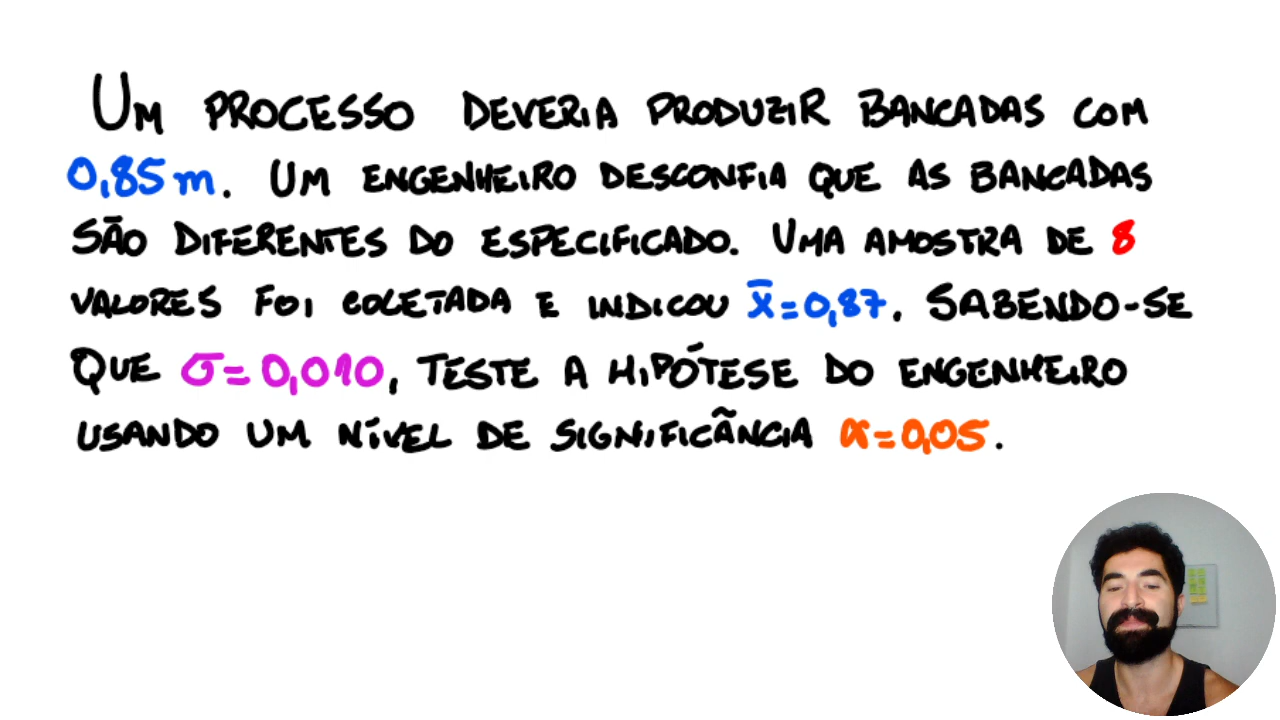 UM PROCESSO DEVERIA PRODUZIR BANCADAS COM
0,85 m. UM ENGENHEIRO DESCONFIA QUE AS BANCADAS
SÃO DIFERENTES DO ESPECIFICADO. UMA AMOSTRA DE 8
VALORES FOI COLETADA E INDICOU x̄=0,87. SABENDO-SE
QUE σ=0,010, TESTE A HIPÓTESE DO ENGENHEIRO
USANDO UM NÍVEL DE SIGNIFICÂNCIA α=0,05.